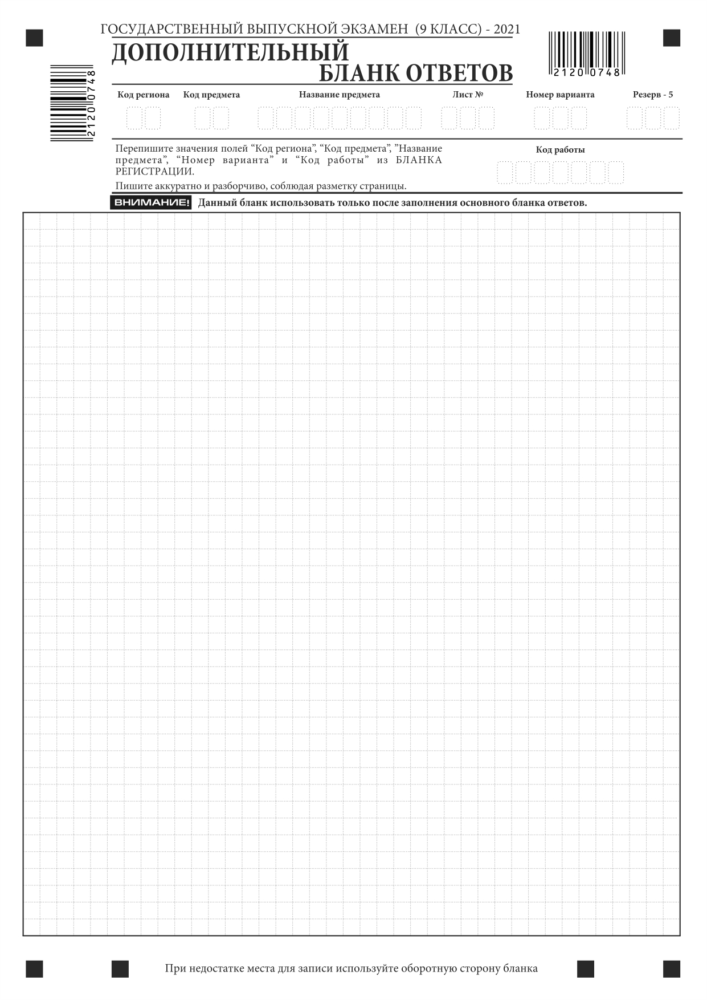 ГОСУДАРСТВЕННЫЙ ВЫПУСКНОЙ ЭКЗАМЕН (9 КЛАСС) - 2021
ДОПОЛНИТЕЛЬНЫЙ
БЛАНК ОТВЕТОВ
2120 0748
2120 0748
Код региона Код предмета Название предмета Лист № Номер варианта Резерв - 5
Перепишите значения полей “Код региона”, “Код предмета”, ”Название
предмета”, “Номер варианта” и “Код работы” из БЛАНКА
РЕГИСТРАЦИИ.
Пишите аккуратно и разборчиво, соблюдая разметку страницы.
Код работы
ВНИМАНИЕ! Данный бланк использовать только после заполнения основного бланка ответов.
При недостатке места для записи используйте оборотную сторону бланка